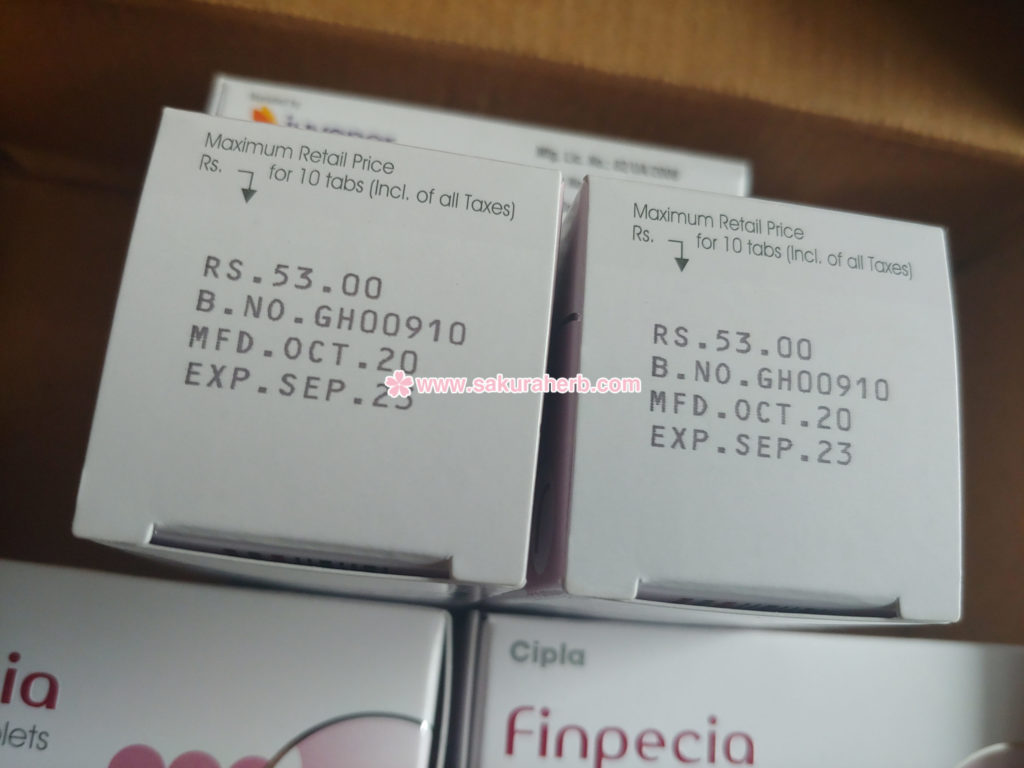 Maximum Retail Price
Rs. for 10 tabs (Incl. of all Taxes)
RS.53.00
B.NO.GH00910
MFD.OCT.20
EXP.SEP.23
Maximum Retail Price
Rs. for 10 tabs (Incl. of all Taxes)
RS.53.00
B.NO.GH00910
MFD.OCT.20
EXP.SEP.23
www.sakuraherb.com
ia
lets
Cipla
Finpecia